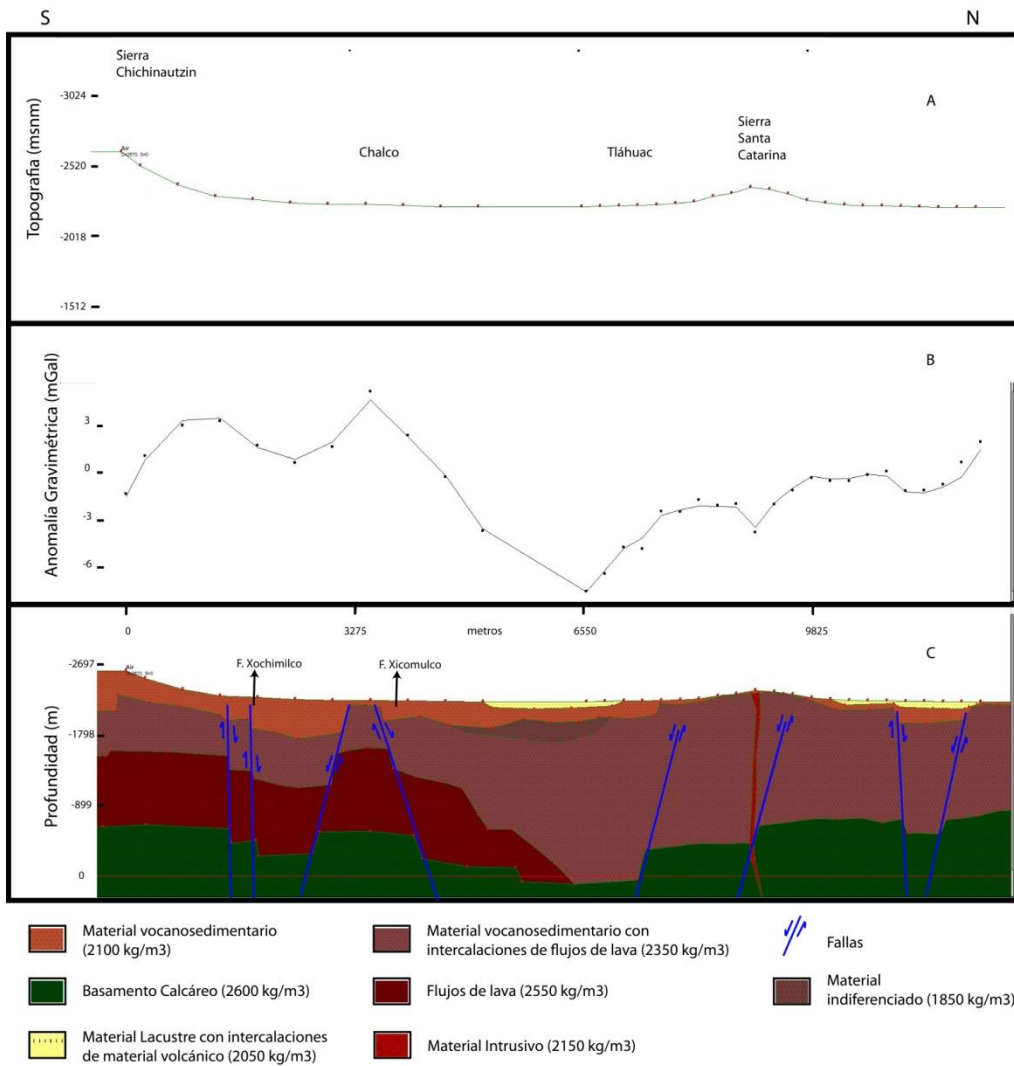 S
N
Sierra
Chichinautzin
Topografia (msnm)
-3024
-2520
-2018
-1512
Air
Chalco
Tláhuac
Sierra
Santa
Catarina
A
Anomalía Gravimétrica (mGal)
3
0
-3
-6
B
0
3275
metros
6550
9825
Profundidad (m)
-2697
-1798
-899
0
Air
F. Xochimilco
F. Xicomulco
C
Material vocanosedimentario
(2100 kg/m3)
Material vocanosedimentario con
intercalaciones de flujos de lava (2350 kg/m3)
Fallas
Basamento Calcáreo (2600 kg/m3)
Flujos de lava (2550 kg/m3)
Material
indiferenciado (1850 kg/m3)
Material Lacustre con intercalaciones
de material volcánico (2050 kg/m3)
Material Intrusivo (2150 kg/m3)